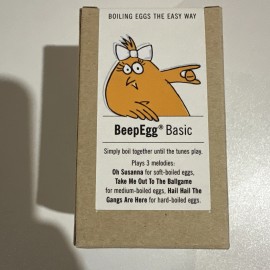 BOILING EGGS THE EASY WAY
BeepEgg® Basic
Simply boil together until the tunes play.
Plays 3 melodies:
Oh Susanna for soft-boiled eggs,
Take Me Out To The Ballgame
for medium-boiled eggs, Hail Hail The
Gangs Are Here for hard-boiled eggs.